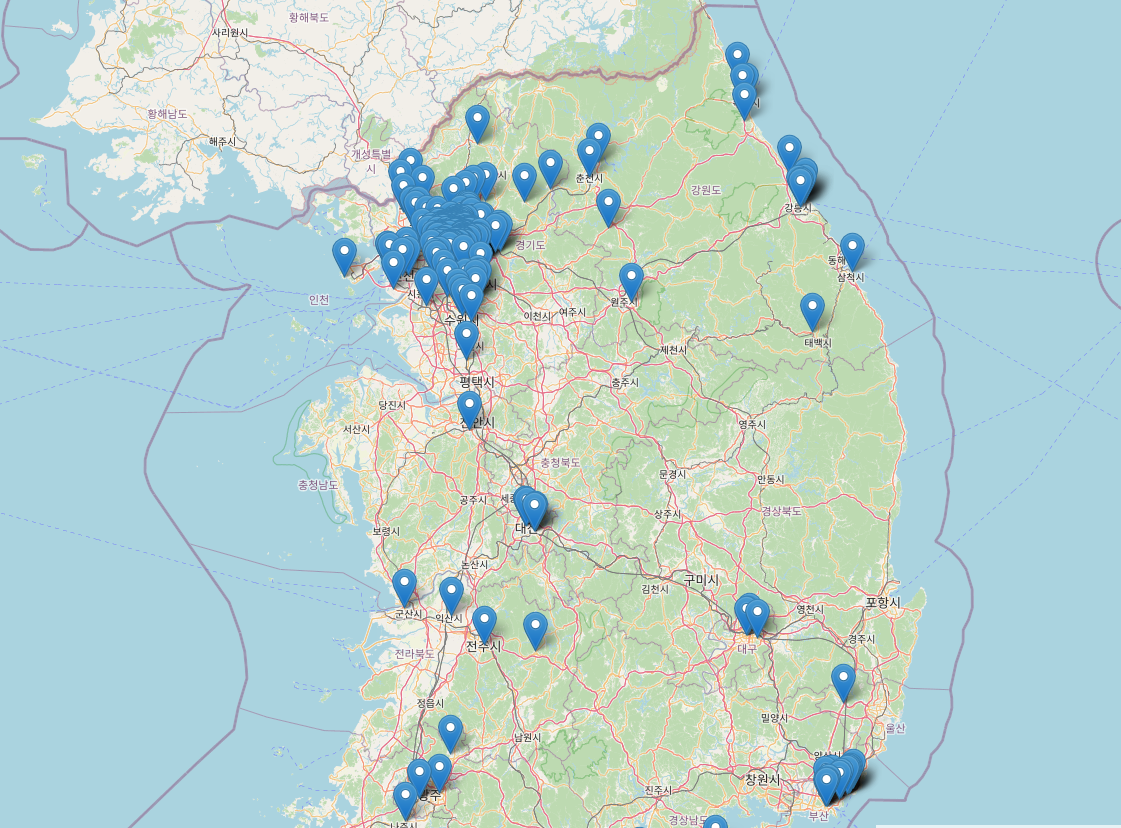 황해북도
사리원시
황해남도
해주시
개성특별
시
춘천시
강원도
강릉시
경기도
동해
삼척시
인천
이천시
여주시
원주시
수원시
태백시
제천시
평택시
충주시
당진시
서산시
영주시
충청북도
문경시
안동시
충청남도
공주시
상주시
경상북도
보령시
논산시
구미시
김천시
포항시
군산시
익산시
영천시
경주시
대구
전주시
전라북도
정읍시
밀양시
울산
남원시
창원시
양산시
진주시
부산
경상남도
나주시